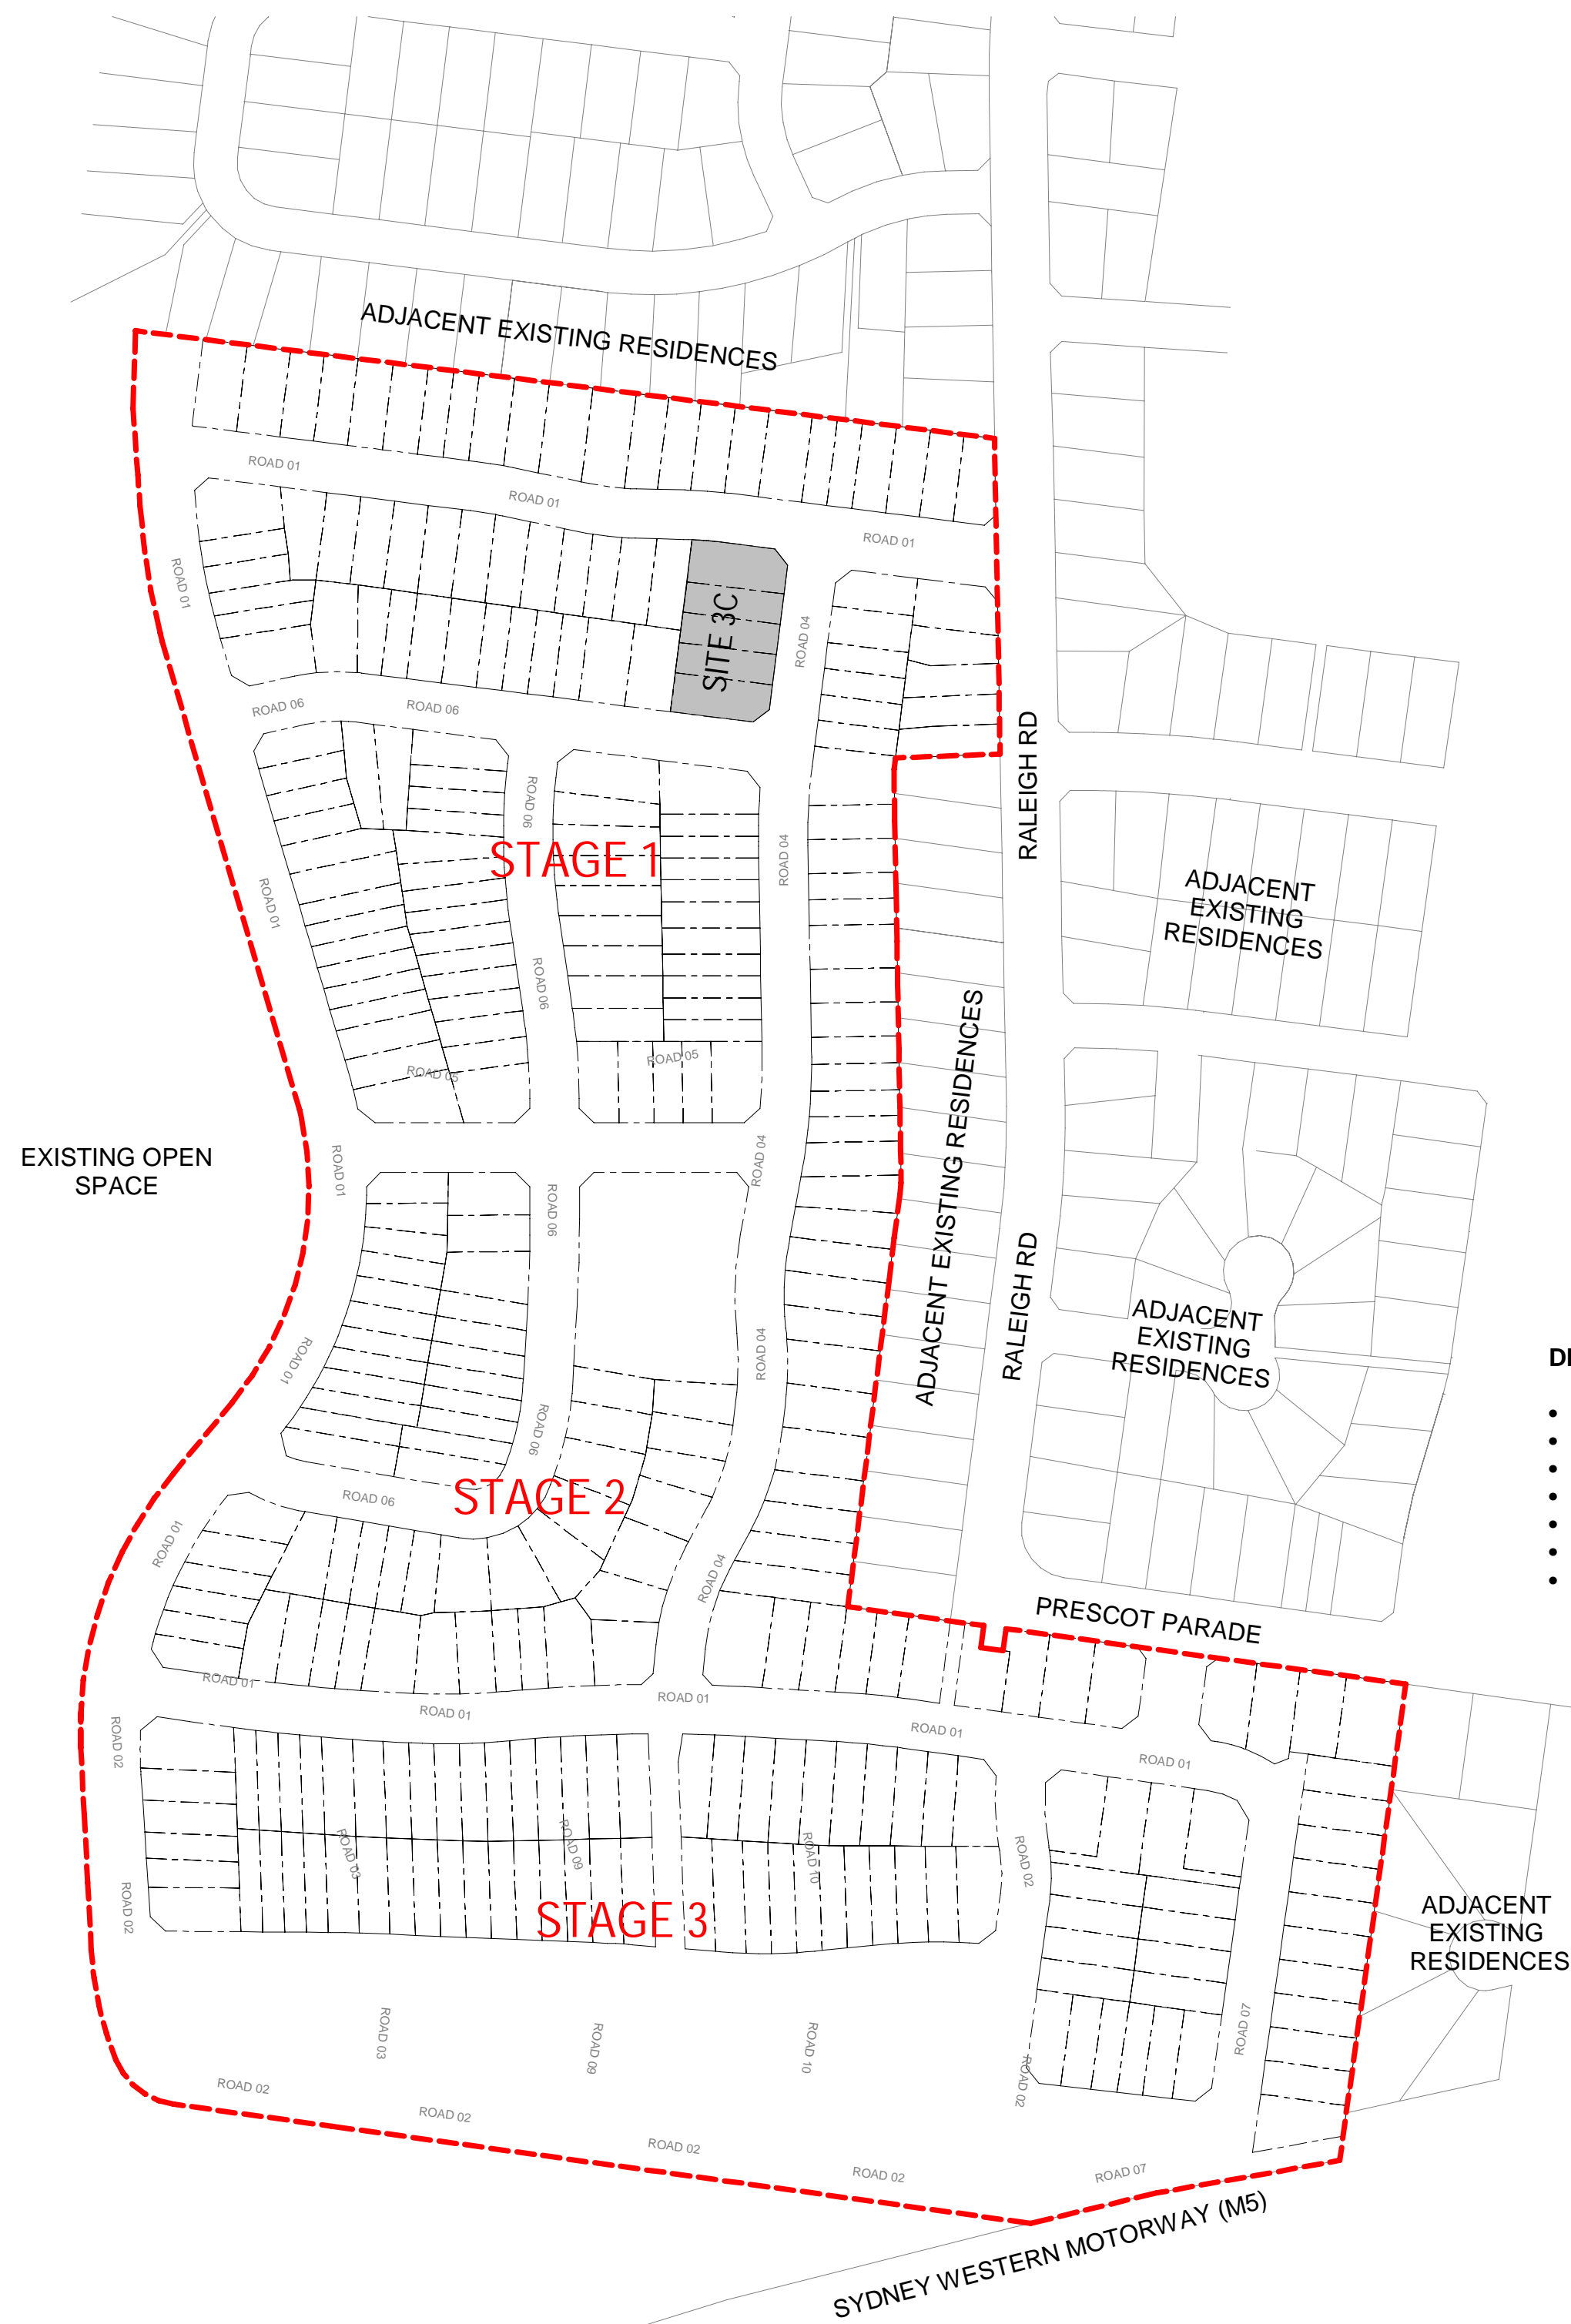 ADJACENT EXISTING RESIDENCES
ROAD 01
ROAD 01
ROAD 01
ROAD 01
SITE 3C
ROAD 04
ROAD 06
ROAD 06
RALEIGH RD
ROAD 06
STAGE 1
ROAD 04
ROAD 01
ADJACENT
EXISTING
RESIDENCES
ROAD 06
ROAD 05
ROAD 05
ADJACENT EXISTING RESIDENCES
EXISTING OPEN
SPACE
ROAD 01
ROAD 04
ROAD 06
RALEIGH RD
ADJACENT
EXISTING
RESIDENCES
ROAD 01
ROAD 04
DI
•
•
•
•
•
•
•
ROAD 06
STAGE 2
ROAD 06
ROAD 01
ROAD 04
PRESCOT PARADE
ROAD 01
ROAD 01
ROAD 01
ROAD 01
ROAD 01
ROAD 02
ROAD 03
ROAD 09
ROAD 10
ROAD 02
ROAD 02
STAGE 3
ADJACENT
EXISTING
RESIDENCES
ROAD 03
ROAD 09
ROAD 10
ROAD 07
ROAD 02
ROAD 02
ROAD 02
ROAD 02
ROAD 02
ROAD 07
SYDNEY WESTERN MOTORWAY (M5)